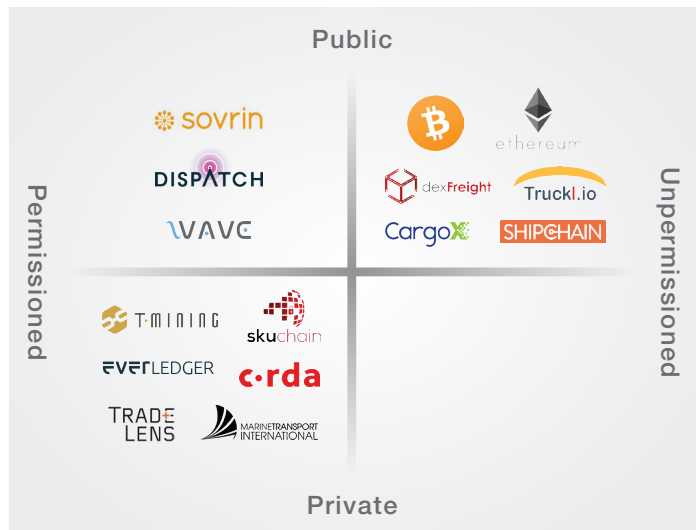 Public
sovrin
DISPATCH
WAVE
ethereum
dexFreight
Truckl.io
CargoX
SHIPCHAIN
Permissioned
Unpermissioned
T-MINING
skuchain
EVERLEDGER
c·rda
TRADE
LENS
MARINETRANSPORT
INTERNATIONAL
Private